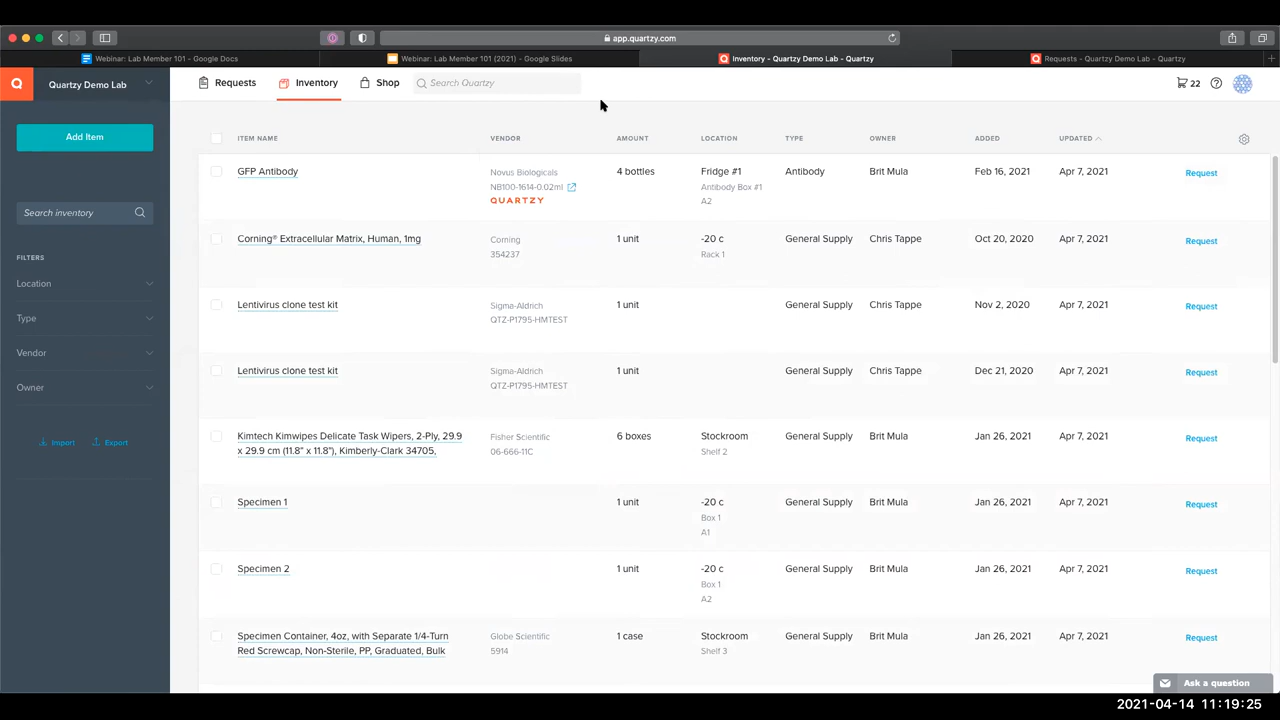 app.quartzy.com
Webinar: Lab Member 101 - Google Docs
Webinar: Lab Member 101 (2021) - Google Slides
Inventory - Quartzy Demo Lab - Quartzy
Requests - Quartzy Demo Lab - Quartzy
Q Quartzy Demo Lab
Requests Inventory Shop Search Quartzy 22
Add Item
Search inventory
FILTERS
Location
Type
Vendor
Owner
Import Export
ITEM NAME VENDOR AMOUNT LOCATION TYPE OWNER ADDED UPDATED
GFP Antibody Novus Biologicals 4 bottles Fridge #1 Antibody Brit Mula Feb 16, 2021 Apr 7, 2021 Request
NB100-1614-0.02ml Antibody Box #1
QUARTZY A2
Corning® Extracellular Matrix, Human, 1mg Corning 1 unit -20 c General Supply Chris Tappe Oct 20, 2020 Apr 7, 2021 Request
354237 Rack 1
Lentivirus clone test kit Sigma-Aldrich 1 unit General Supply Chris Tappe Nov 2, 2020 Apr 7, 2021 Request
QTZ-P1795-HMTEST
Lentivirus clone test kit Sigma-Aldrich 1 unit General Supply Chris Tappe Dec 21, 2020 Apr 7, 2021 Request
QTZ-P1795-HMTEST
Kimtech Kimwipes Delicate Task Wipers, 2-Ply, 29.9 Fisher Scientific 6 boxes Stockroom General Supply Brit Mula Jan 26, 2021 Apr 7, 2021 Request
x 29.9 cm (11.8" x 11.8"), Kimberly-Clark 34705, 06-666-11C Shelf 2
Specimen 1 1 unit -20 c General Supply Brit Mula Jan 26, 2021 Apr 7, 2021 Request
Box 1
A1
Specimen 2 1 unit -20 c General Supply Brit Mula Jan 26, 2021 Apr 7, 2021 Request
Box 1
A2
Specimen Container, 4oz, with Separate 1/4-Turn Globe Scientific 1 case Stockroom General Supply Brit Mula Jan 26, 2021 Apr 7, 2021 Request
Red Screwcap, Non-Sterile, PP, Graduated, Bulk 5914 Shelf 3
Ask a question
2021-04-14 11:19:25